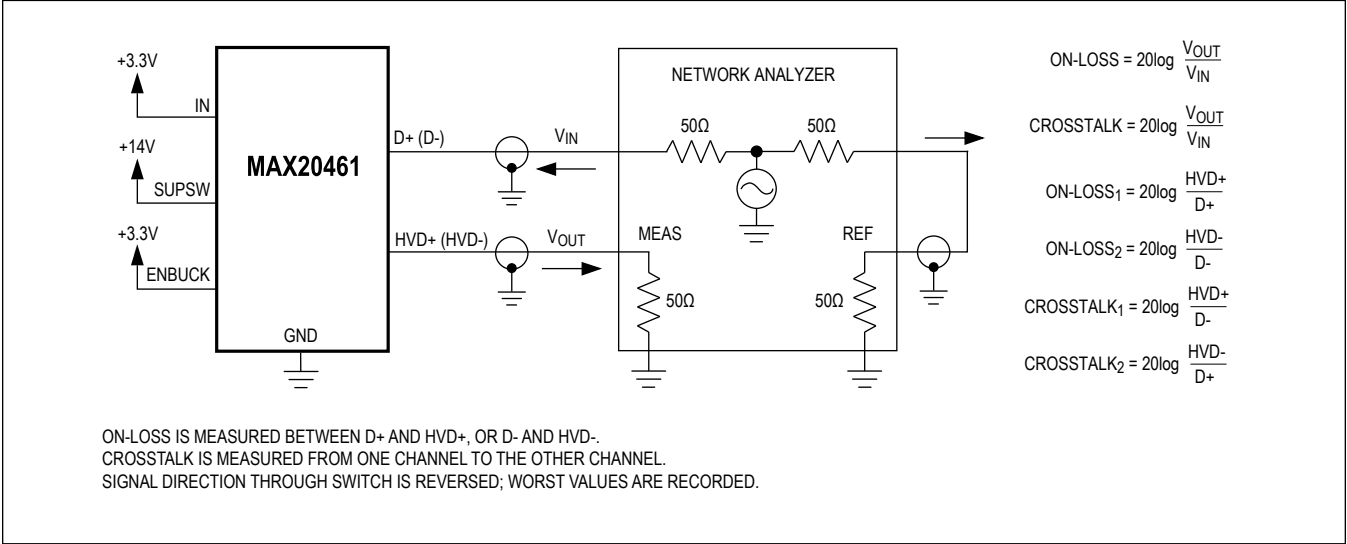 +3.3V
IN
+14V
SUPSW
+3.3V
ENBUCK
MAX20461
GND
D+ (D-)
VIN
HVD+ (HVD-)
VOUT
NETWORK ANALYZER
50Ω
50Ω
MEAS
REF
50Ω
50Ω
ON-LOSS = 20log VOUT
VIN
CROSSTALK = 20log VOUT
VIN
ON-LOSS1 = 20log HVD+
D+
ON-LOSS2 = 20log HVD-
D-
CROSSTALK1 = 20log HVD+
D-
CROSSTALK2 = 20log HVD-
D+
ON-LOSS IS MEASURED BETWEEN D+ AND HVD+, OR D- AND HVD-.
CROSSTALK IS MEASURED FROM ONE CHANNEL TO THE OTHER CHANNEL.
SIGNAL DIRECTION THROUGH SWITCH IS REVERSED; WORST VALUES ARE RECORDED.